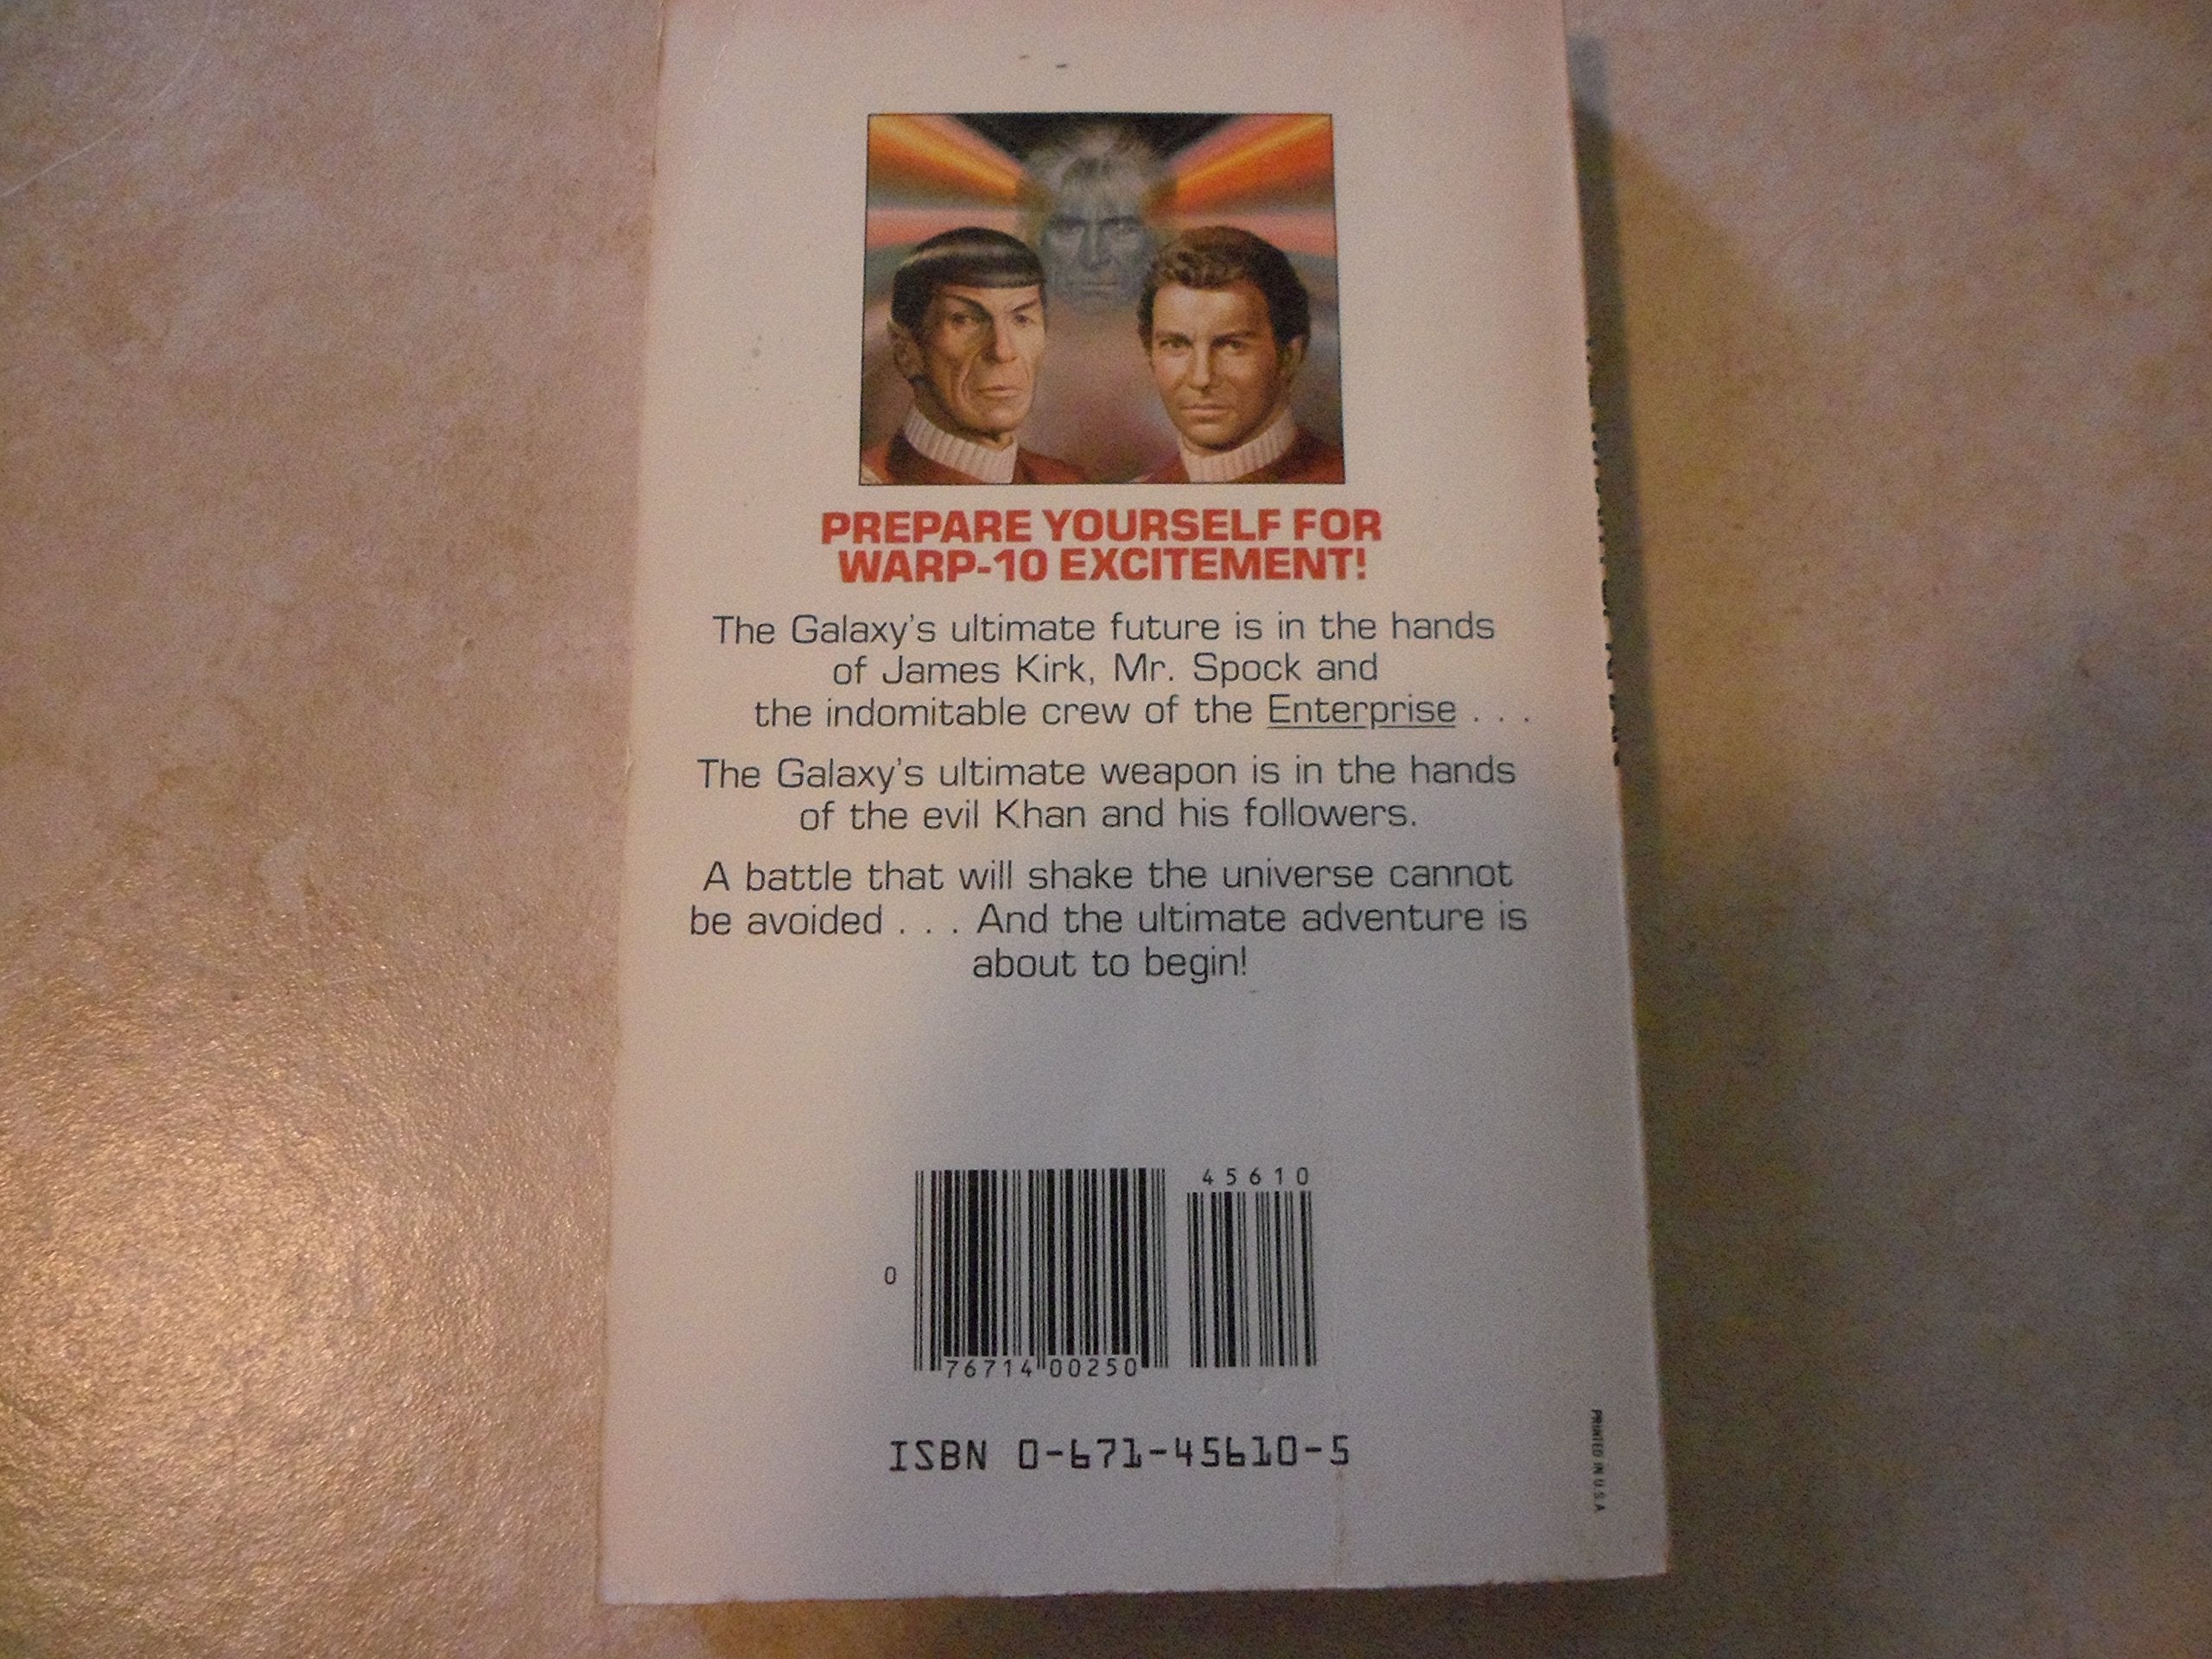 PREPARE YOURSELF FOR
WARP-10 EXCITEMENT!
The Galaxy's ultimate future is in the hands
of James Kirk, Mr. Spock and
the indomitable crew of the Enterprise . . .
The Galaxy's ultimate weapon is in the hands
of the evil Khan and his followers.
A battle that will shake the universe cannot
be avoided . . . And the ultimate adventure is
about to begin!
45610
0
76714 00250
ISBN 0-671-45610-5
PRINTED IN U.S.A